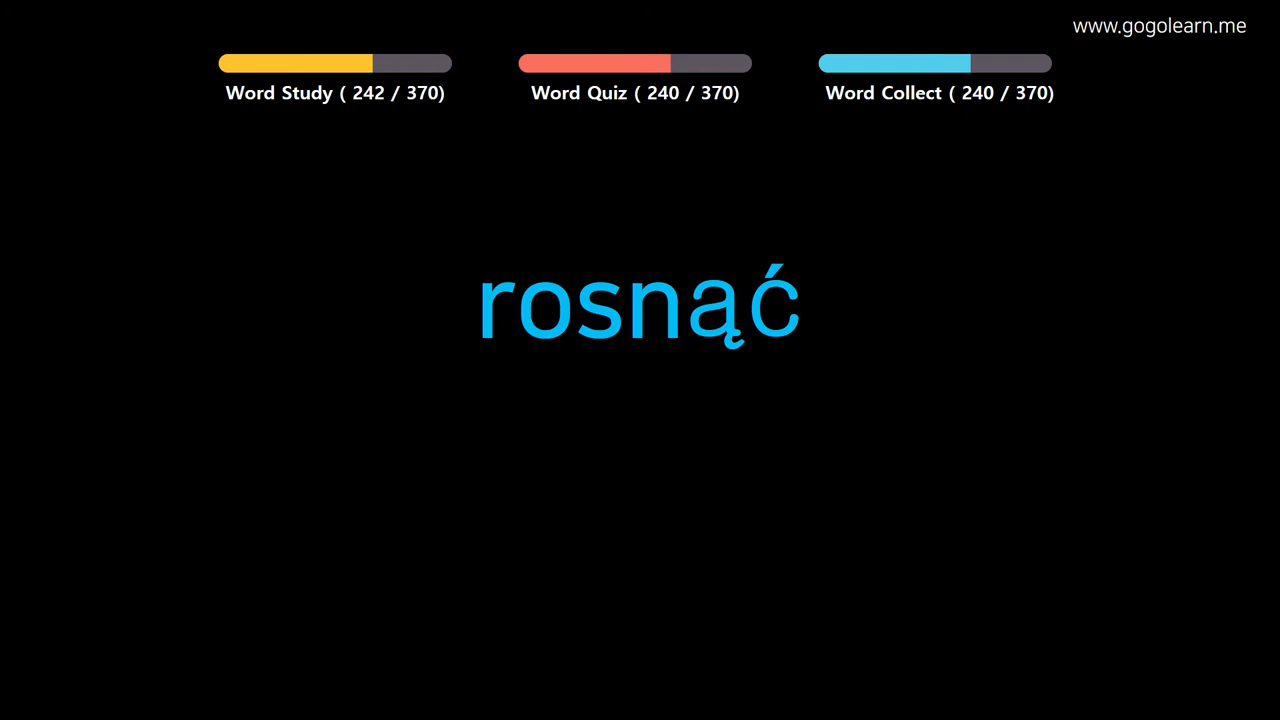 www.gogolearn.me
Word Study ( 242 / 370)
Word Quiz ( 240 / 370)
Word Collect ( 240 / 370)
rosnąć